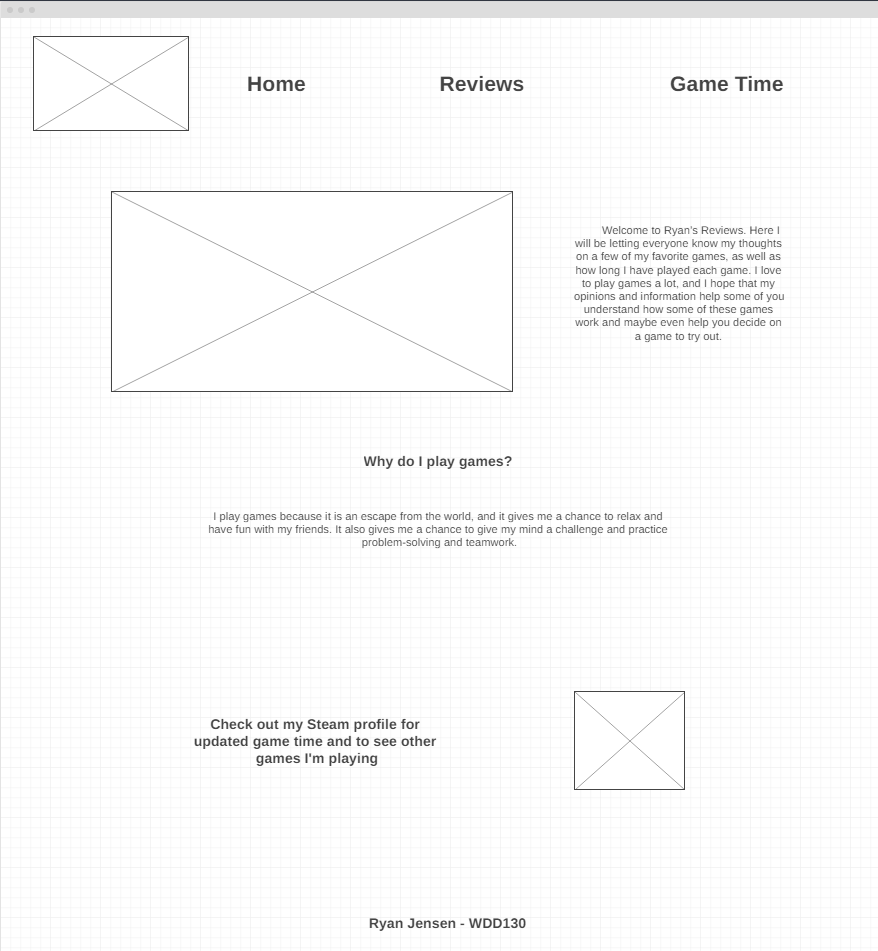 Home
Reviews
Game Time
Welcome to Ryan's Reviews. Here I
will be letting everyone know my thoughts
on a few of my favorite games, as well as
how long I have played each game. I love
to play games a lot, and I hope that my
opinions and information help some of you
understand how some of these games
work and maybe even help you decide on
a game to try out.
Why do I play games?
I play games because it is an escape from the world, and it gives me a chance to relax and
have fun with my friends. It also gives me a chance to give my mind a challenge and practice
problem-solving and teamwork.
Check out my Steam profile for
updated game time and to see other
games I'm playing
Ryan Jensen - WDD130